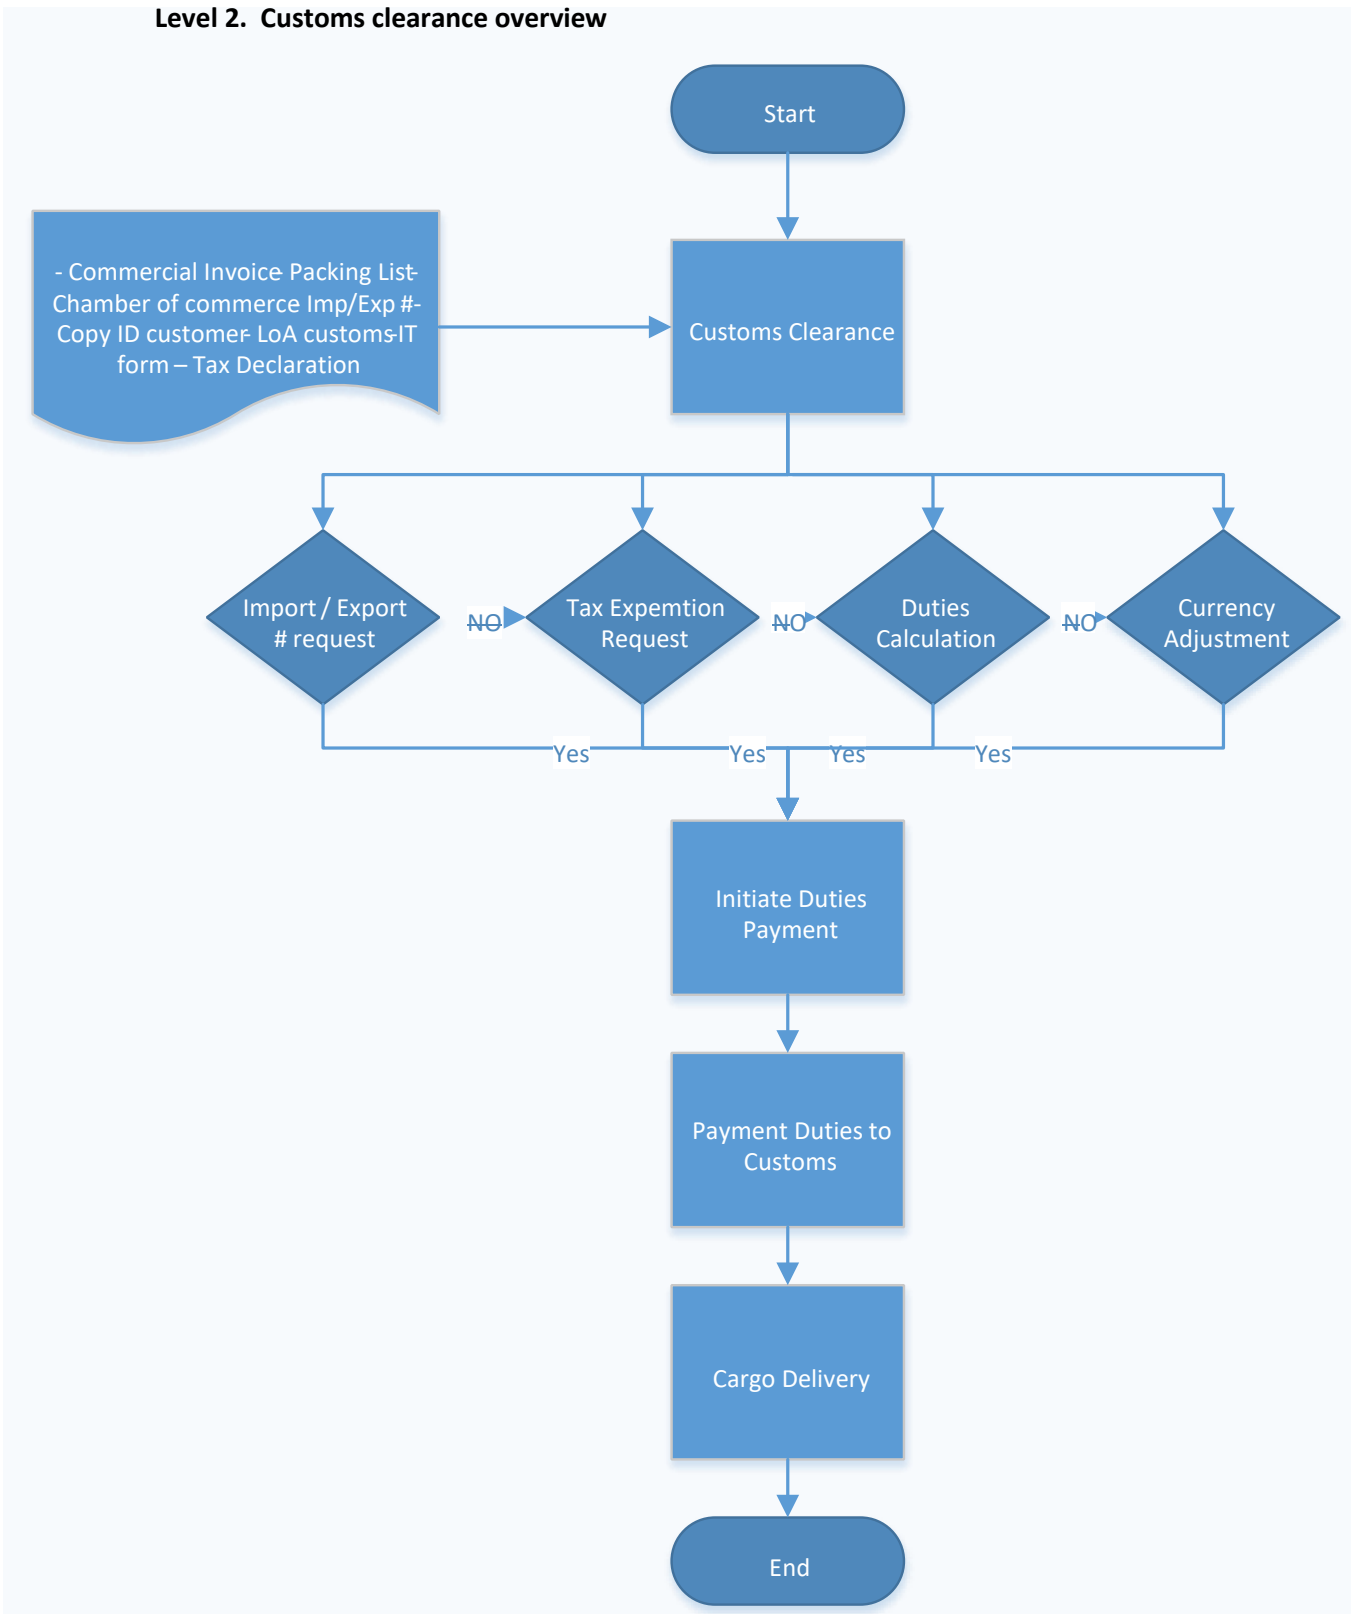 Level 2.  Customs clearance overview
Start
- Commercial Invoice- Packing List-
Chamber of commerce Imp/Exp #-
Copy ID customer- LoA customs-IT
form – Tax Declaration
Customs Clearance
Import / Export
# request
NO
Tax Expemtion
Request
NO
Duties
Calculation
NO
Currency
Adjustment
Yes
Yes
Yes
Yes
Initiate Duties
Payment
Payment Duties to
Customs
Cargo Delivery
End